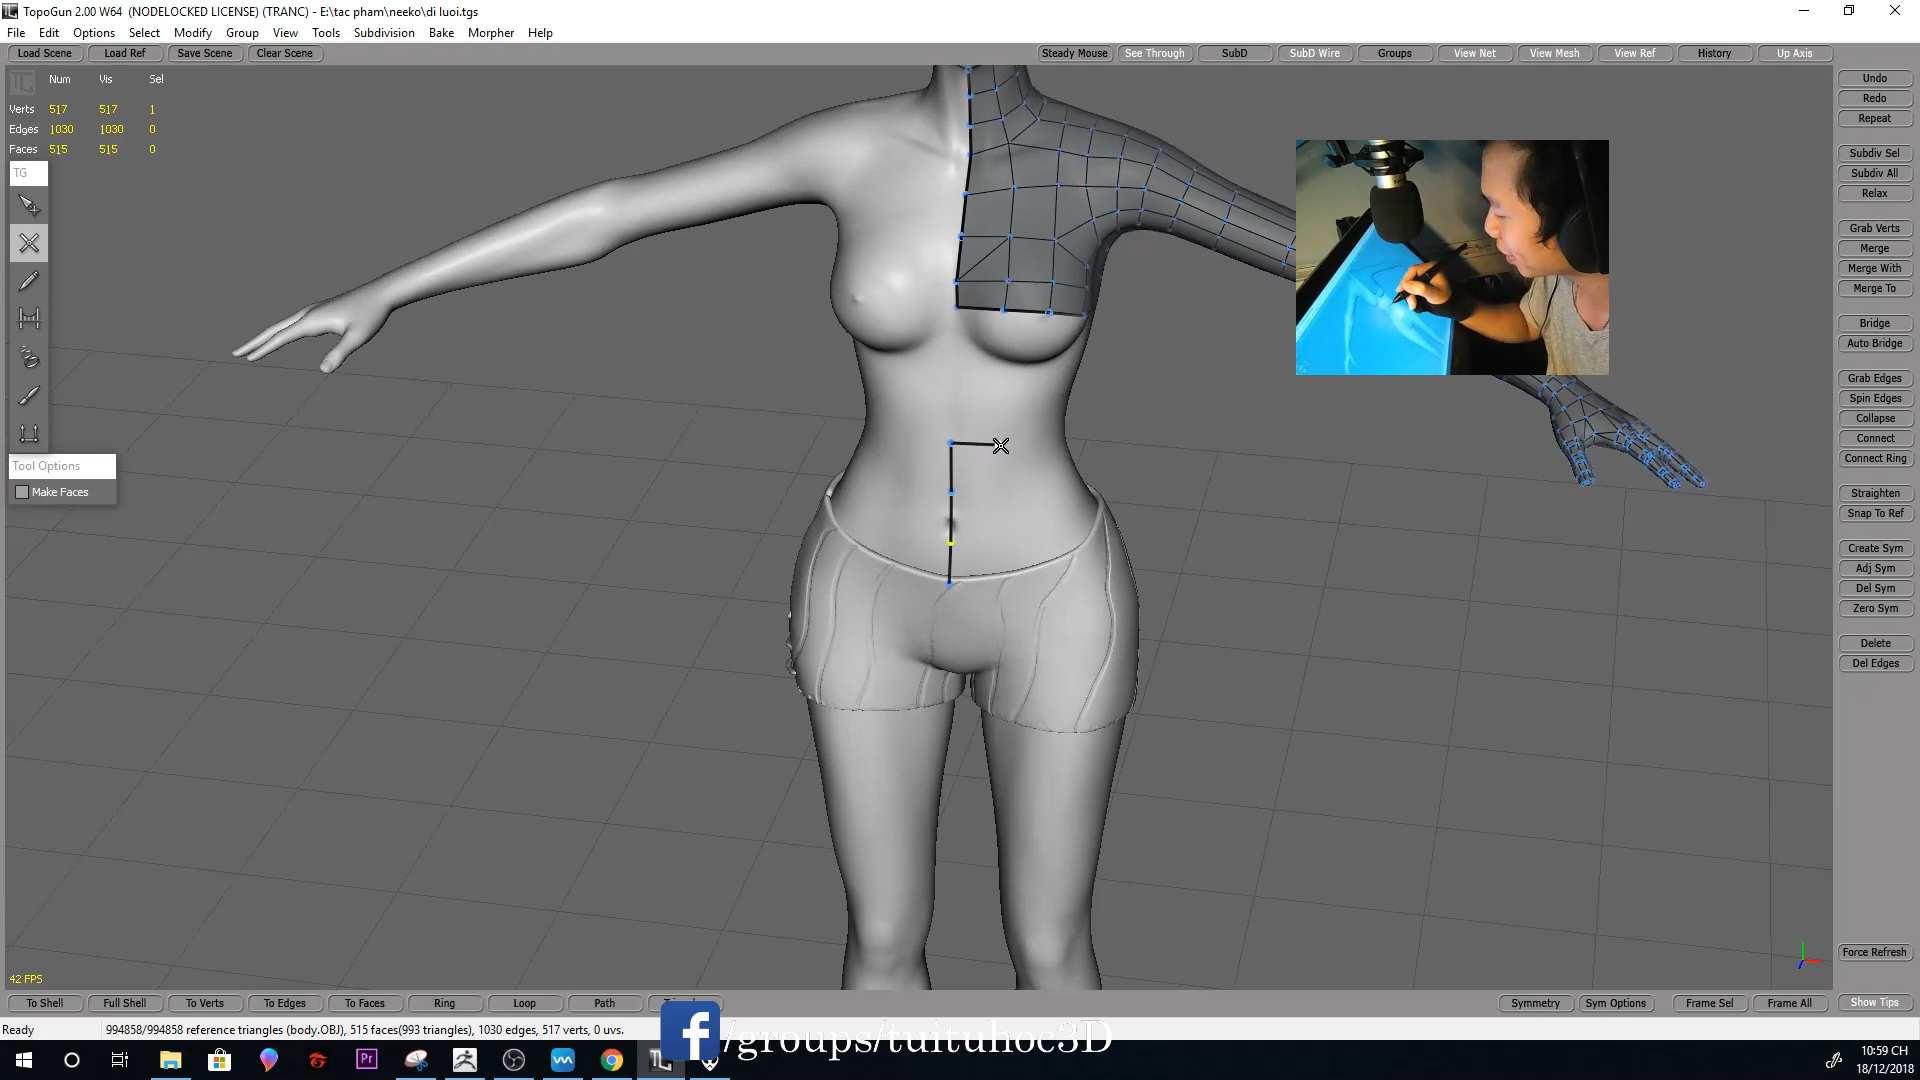 TopoGun 2.00 W64 (NODELOCKED LICENSE) (TRANC) - E:\tac pham\neeko\di luoi.tgs
File Edit Options Select Modify Group View Tools Subdivision Bake Morpher Help
Load Scene Load Ref Save Scene Clear Scene Steady Mouse See Through SubD SubD Wire Groups View Net View Mesh View Ref History Up Axis
Num Vis Sel
Verts 517 517 1
Edges 1030 1030 0
Faces 515 515 0
TG
Tool Options
Make Faces
Undo
Redo
Repeat
Subdiv Sel
Subdiv All
Relax
Grab Verts
Merge
Merge With
Merge To
Bridge
Auto Bridge
Grab Edges
Spin Edges
Collapse
Connect
Connect Ring
Straighten
Snap To Ref
Create Sym
Adj Sym
Del Sym
Zero Sym
Delete
Del Edges
Force Refresh
42 FPS
To Shell Full Shell To Verts To Edges To Faces Ring Loop Path Symmetry Sym Options Frame Sel Frame All Show Tips
Ready 994858/994858 reference triangles (body.OBJ), 515 faces(993 triangles), 1030 edges, 517 verts, 0 uvs.
/groups/tuituhoc3D
Pr
10:59 CH
18/12/2018